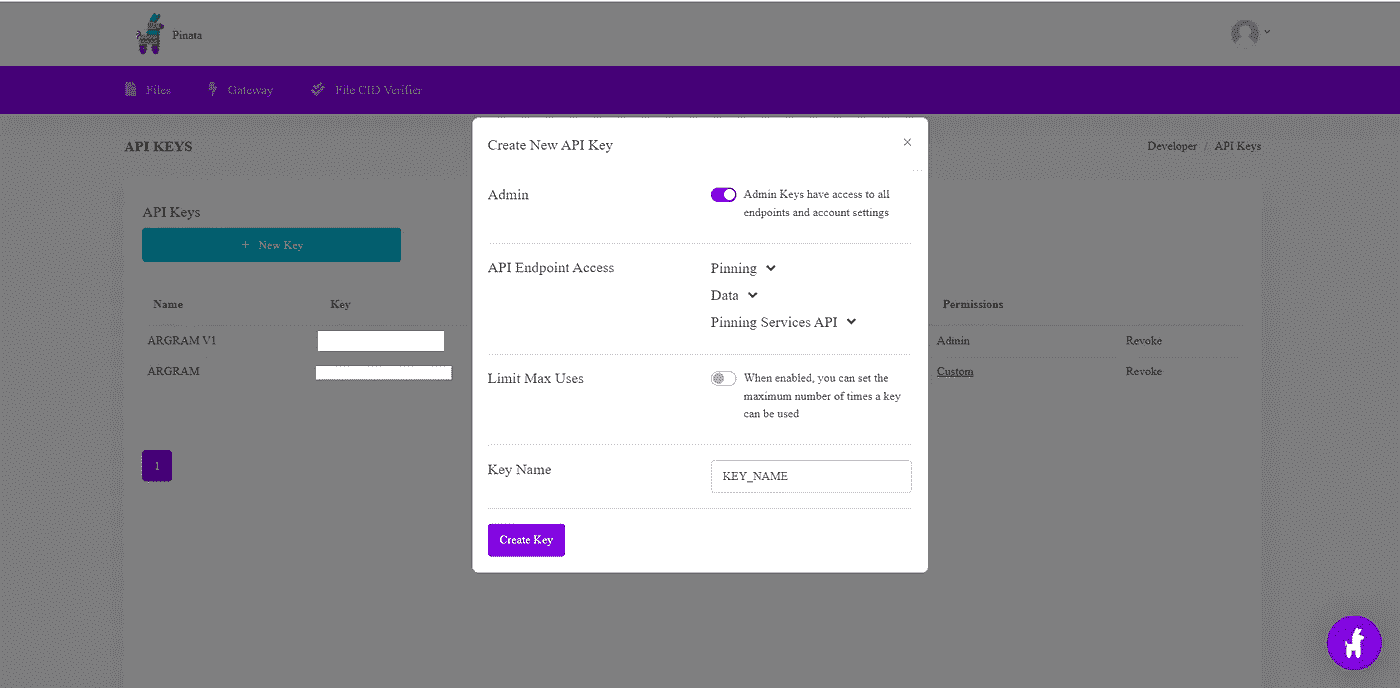 Pinata
Files
Gateway
File CID Verifier
API KEYS
Developer / API Keys
API Keys
+ New Key
Name
Key
Permissions
ARGRAM V1
Admin
Revoke
ARGRAM
Custom
Revoke
1
Create New API Key
×
Admin
Admin Keys have access to all
endpoints and account settings
API Endpoint Access
Pinning
Data
Pinning Services API
Limit Max Uses
When enabled, you can set the
maximum number of times a key
can be used
Key Name
KEY_NAME
Create Key